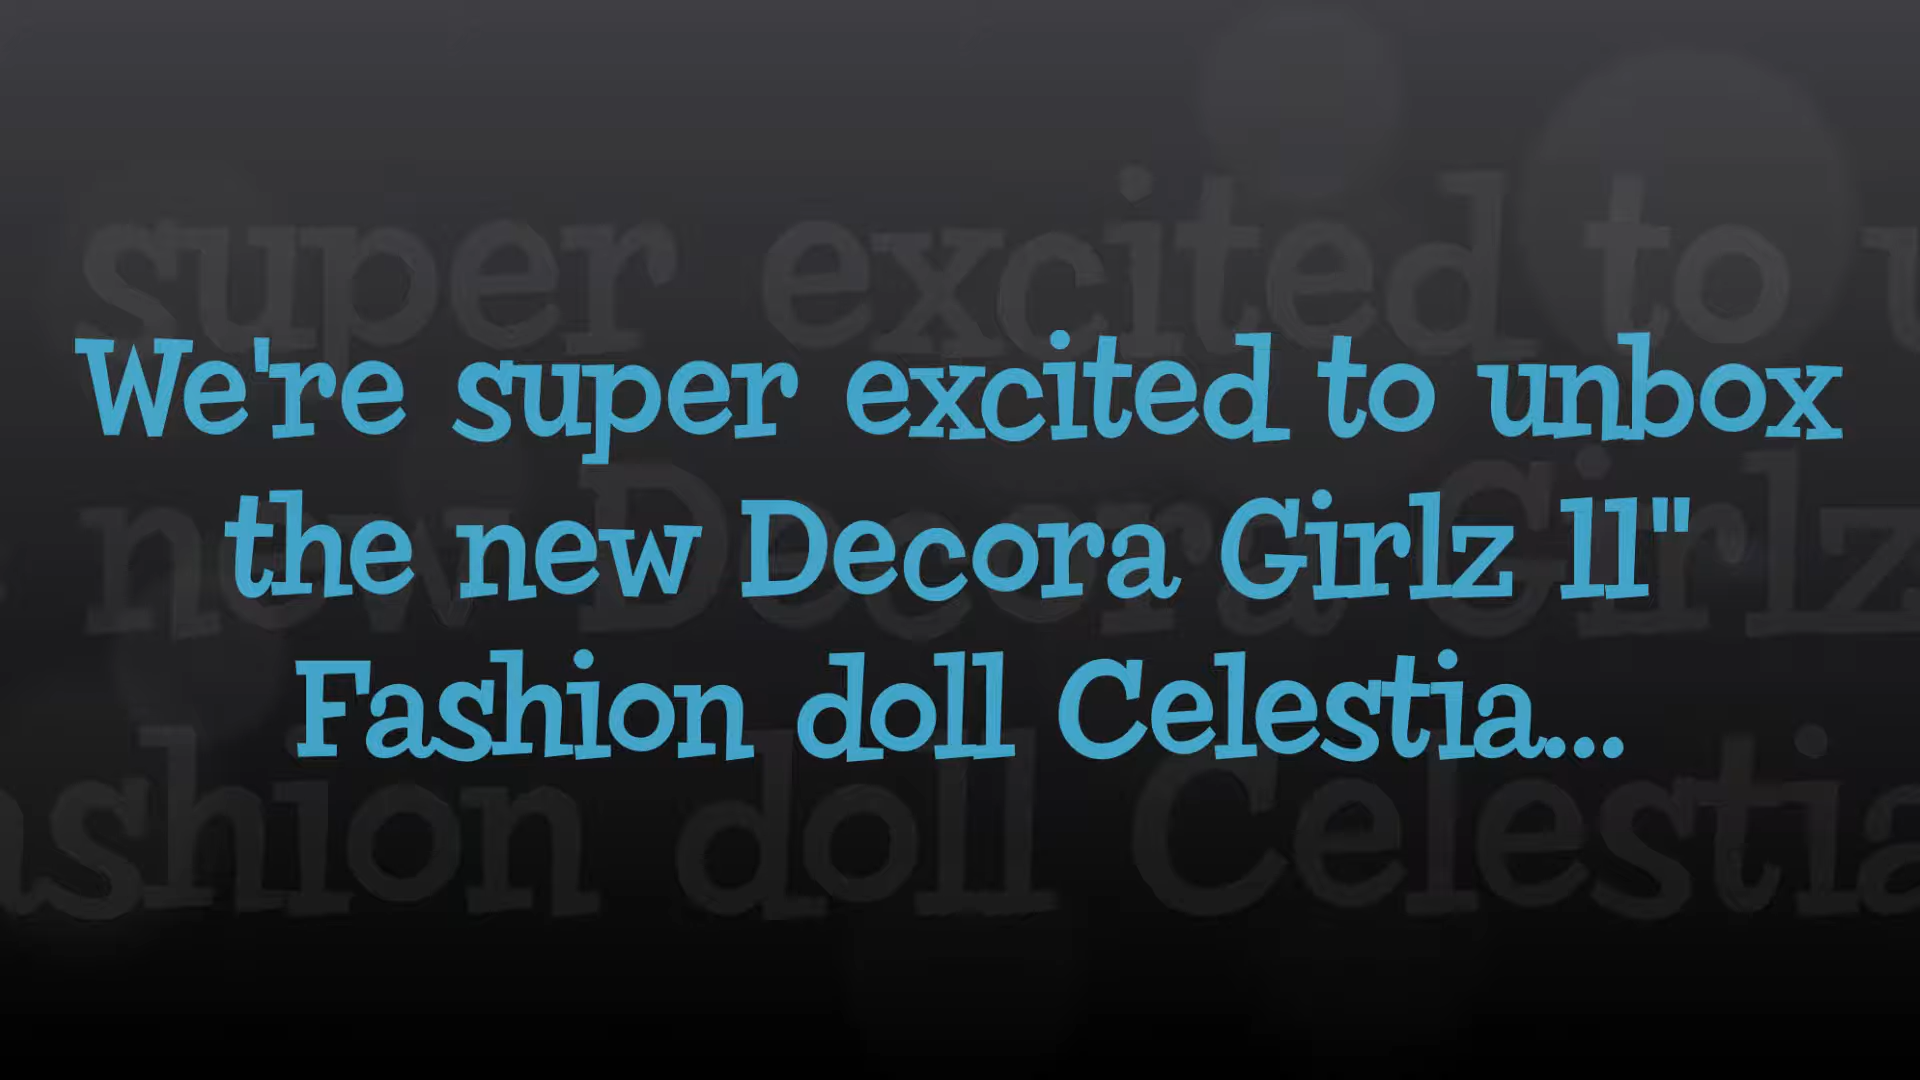 We're super excited to unbox
the new Decora Girlz 11"
Fashion doll Celestia...